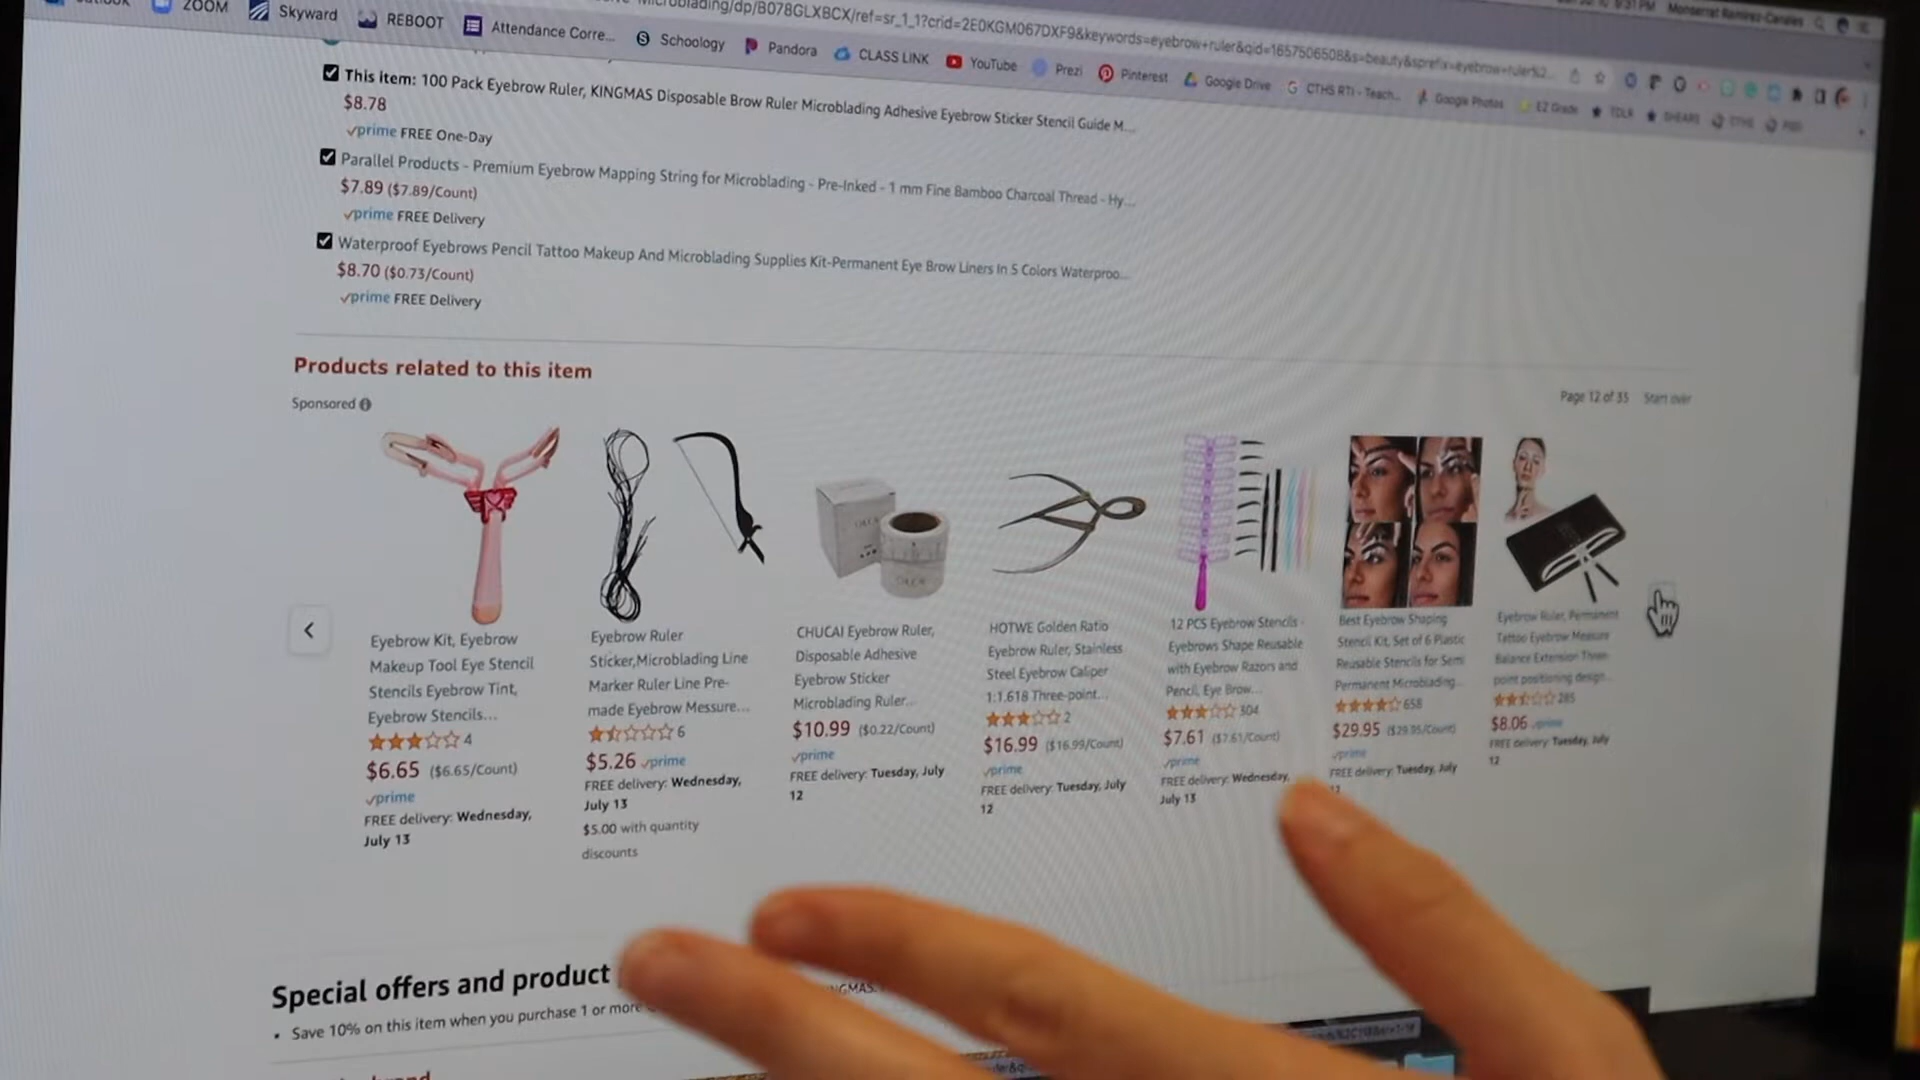 ZOOM
Skyward
REBOOT
Attendance Corre...
Schoology
Pandora
CLASS LINK
YouTube
Prezi
Pinterest
Google Drive
CTHS RTI - Teach...
Google Photos
EZ Grade
This item: 100 Pack Eyebrow Ruler, KINGMAS Disposable Brow Ruler Microblading Adhesive Eyebrow Sticker Stencil Guide M...
$8.78
prime FREE One-Day
Parallel Products - Premium Eyebrow Mapping String for Microblading - Pre-Inked - 1 mm Fine Bamboo Charcoal Thread - Hy...
$7.89 ($7.89/Count)
prime FREE Delivery
Waterproof Eyebrows Pencil Tattoo Makeup And Microblading Supplies Kit-Permanent Eye Brow Liners In 5 Colors Waterproo...
$8.70 ($0.73/Count)
prime FREE Delivery
Products related to this item
Sponsored
Page 12 of 35 Start over
Eyebrow Kit, Eyebrow
Makeup Tool Eye Stencil
Stencils Eyebrow Tint,
Eyebrow Stencils...
4
$6.65 ($6.65/Count)
prime
FREE delivery: Wednesday,
July 13
Eyebrow Ruler
Sticker,Microblading Line
Marker Ruler Line Pre-
made Eyebrow Messure...
6
$5.26 prime
FREE delivery: Wednesday,
July 13
$5.00 with quantity
discounts
CHUCAI Eyebrow Ruler,
Disposable Adhesive
Eyebrow Sticker
Microblading Ruler...
$10.99 ($0.22/Count)
prime
FREE delivery: Tuesday, July
12
HOTWE Golden Ratio
Eyebrow Ruler, Stainless
Steel Eyebrow Caliper
1:1.618 Three-point...
2
$16.99 ($16.99/Count)
prime
FREE delivery: Tuesday, July
12
12 PCS Eyebrow Stencils -
Eyebrows Shape Reusable
with Eyebrow Razors and
Pencil, Eye Brow...
304
$7.61 ($7.61/Count)
prime
FREE delivery: Wednesday,
July 13
Best Eyebrow Shaping
Stencil Kit, Set of 6 Plastic
Reusable Stencils for Semi
Permanent Microblading...
658
$29.95 ($29.95/Count)
prime
FREE delivery: Tuesday, July
12
Eyebrow Ruler, Permanent
Tattoo Eyebrow Measure
Balance Extension Three-
point positioning design...
285
$8.06 prime
FREE delivery: Tuesday, July
12
Special offers and product
Save 10% on this item when you purchase 1 or more